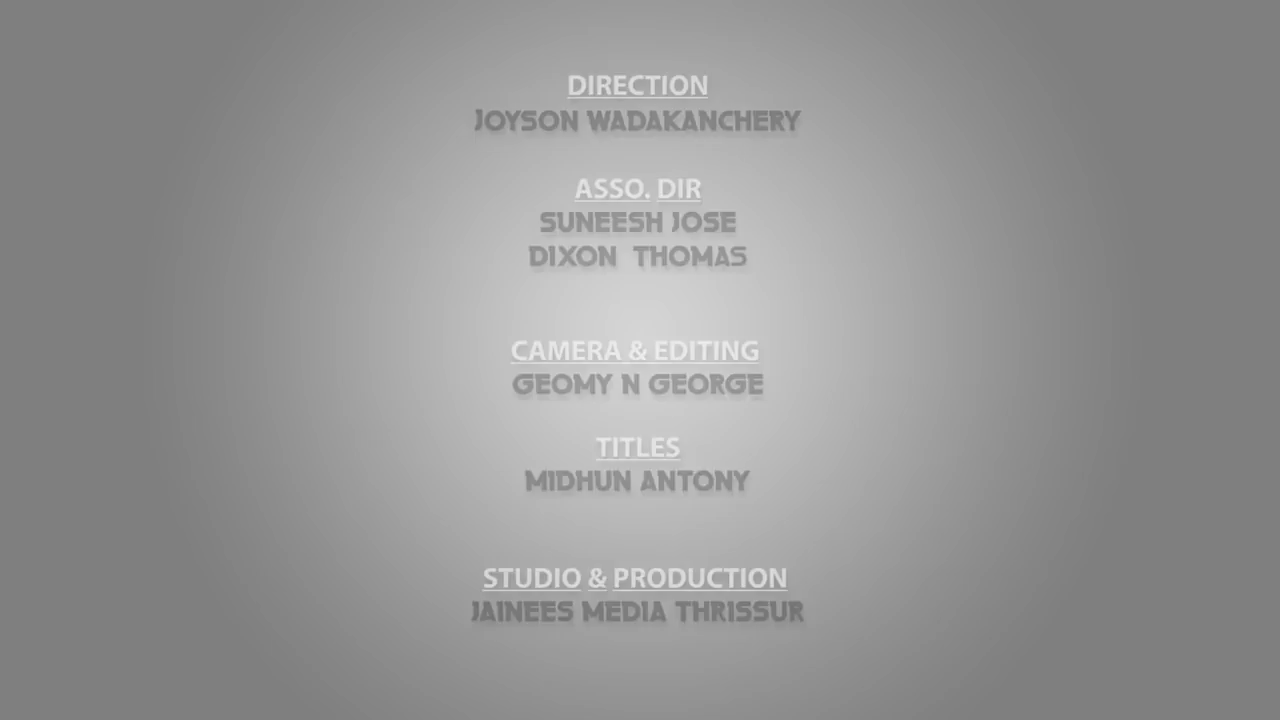 DIRECTION
JOYSON WADAKANCHERY
ASSO. DIR
SUNEESH JOSE
DIXON THOMAS
CAMERA & EDITING
GEOMY N GEORGE
TITLES
MIDHUN ANTONY
STUDIO & PRODUCTION
JAINEES MEDIA THRISSUR